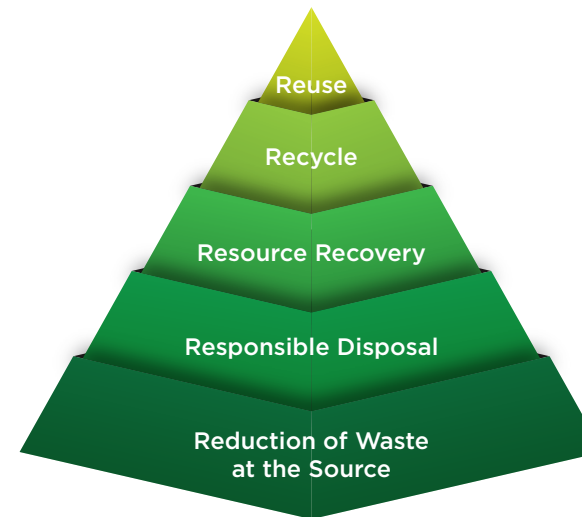 Reuse
Recycle
Resource Recovery
Responsible Disposal
Reduction of Waste
at the Source